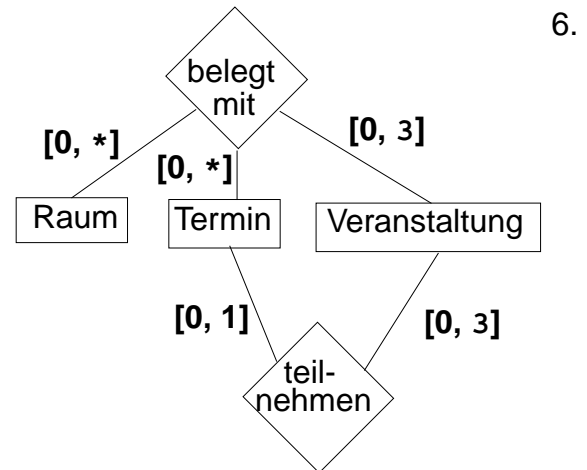 6.
belegt
mit
[0, *]
[0, *]
[0, 3]
Raum
Termin
Veranstaltung
[0, 1]
[0, 3]
teil-
nehmen